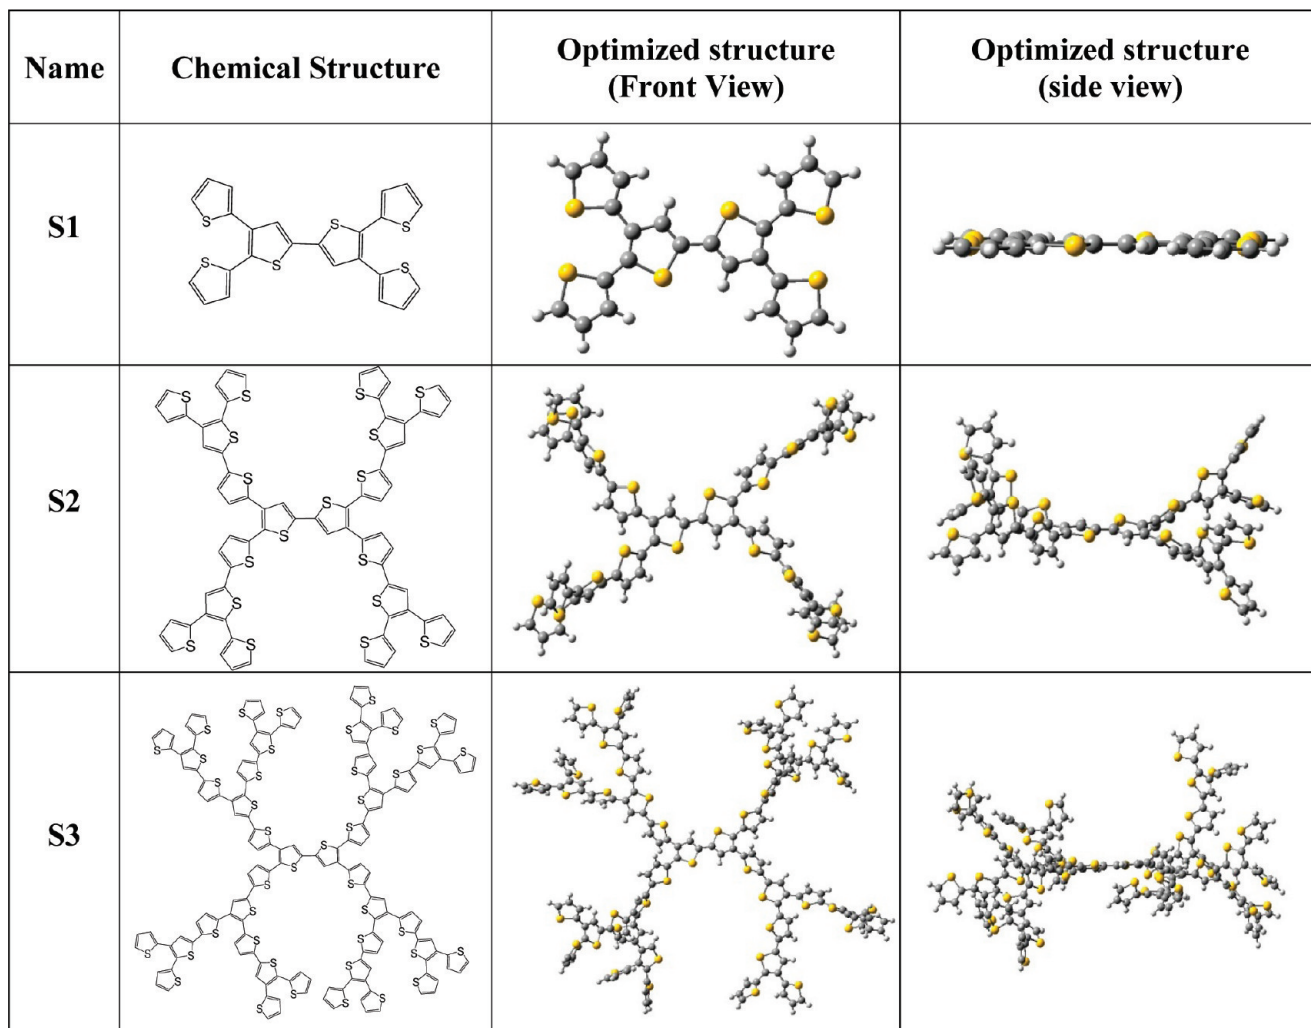 Name
Chemical Structure
Optimized structure
(Front View)
Optimized structure
(side view)
S1
S2
S3